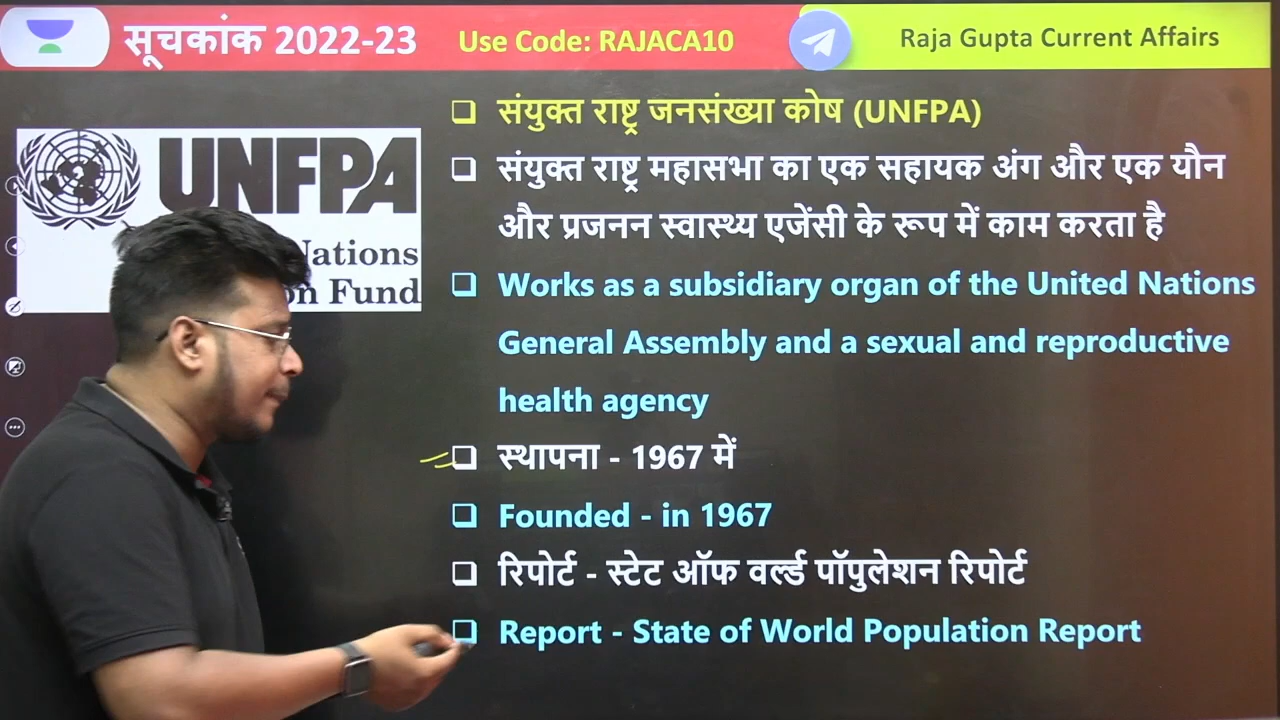 सूचकांक 2022-23
Use Code: RAJACA10
Raja Gupta Current Affairs
UNFPA
Nations
Fund
❑ संयुक्त राष्ट्र जनसंख्या कोष (UNFPA)
❑ संयुक्त राष्ट्र महासभा का एक सहायक अंग और एक यौन
और प्रजनन स्वास्थ्य एजेंसी के रूप में काम करता है
❑ Works as a subsidiary organ of the United Nations
General Assembly and a sexual and reproductive
health agency
❑ स्थापना - 1967 में
❑ Founded - in 1967
❑ रिपोर्ट - स्टेट ऑफ वर्ल्ड पॉपुलेशन रिपोर्ट
❑ Report - State of World Population Report